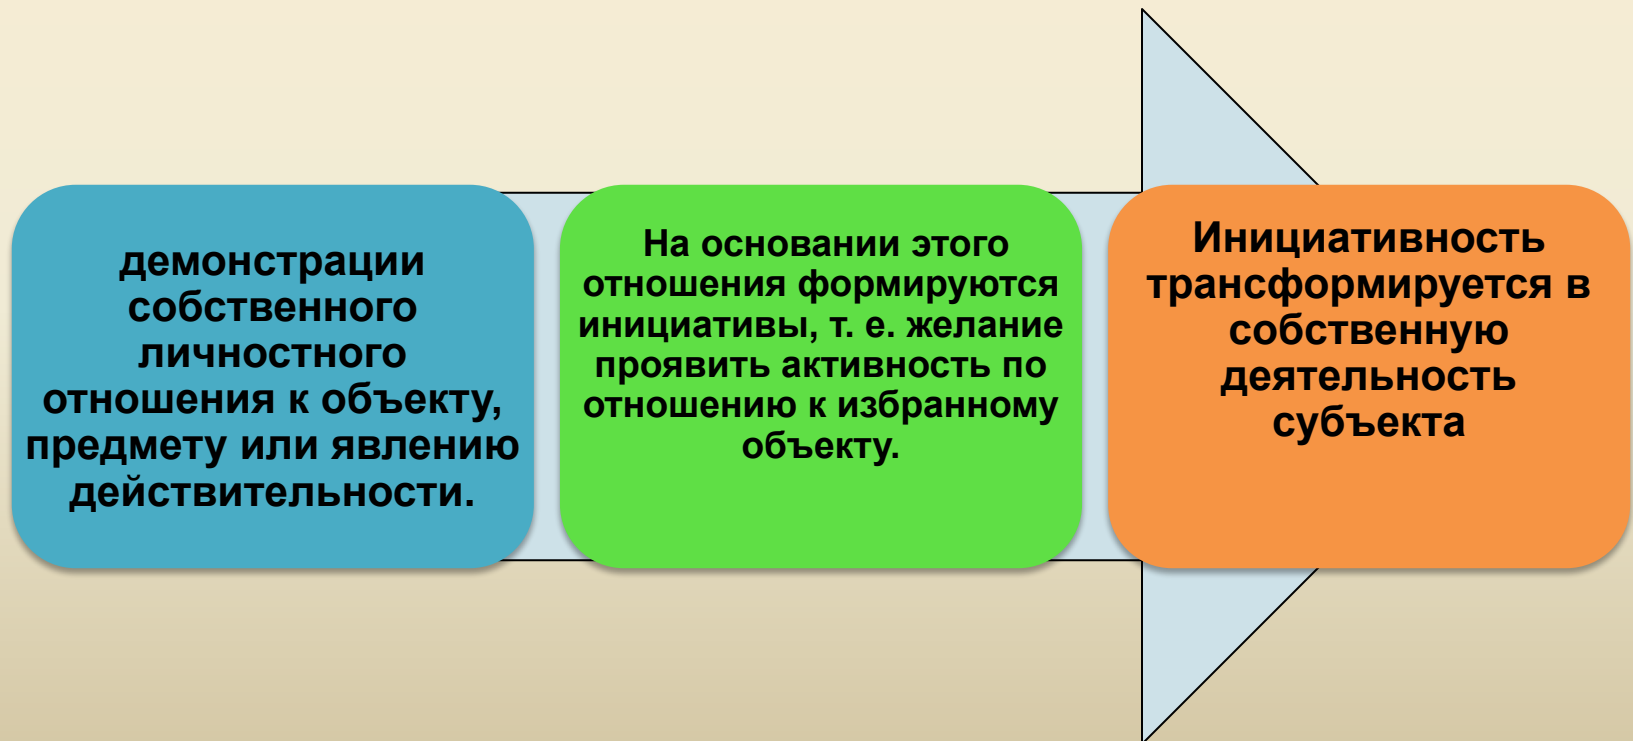 демонстрации
собственного
личностного
отношения к объекту,
предмету или явлению
действительности.
На основании этого
отношения формируются
инициативы, т. е. желание
проявить активность по
отношению к избранному
объекту.
Инициативность
трансформируется в
собственную
деятельность
субъекта